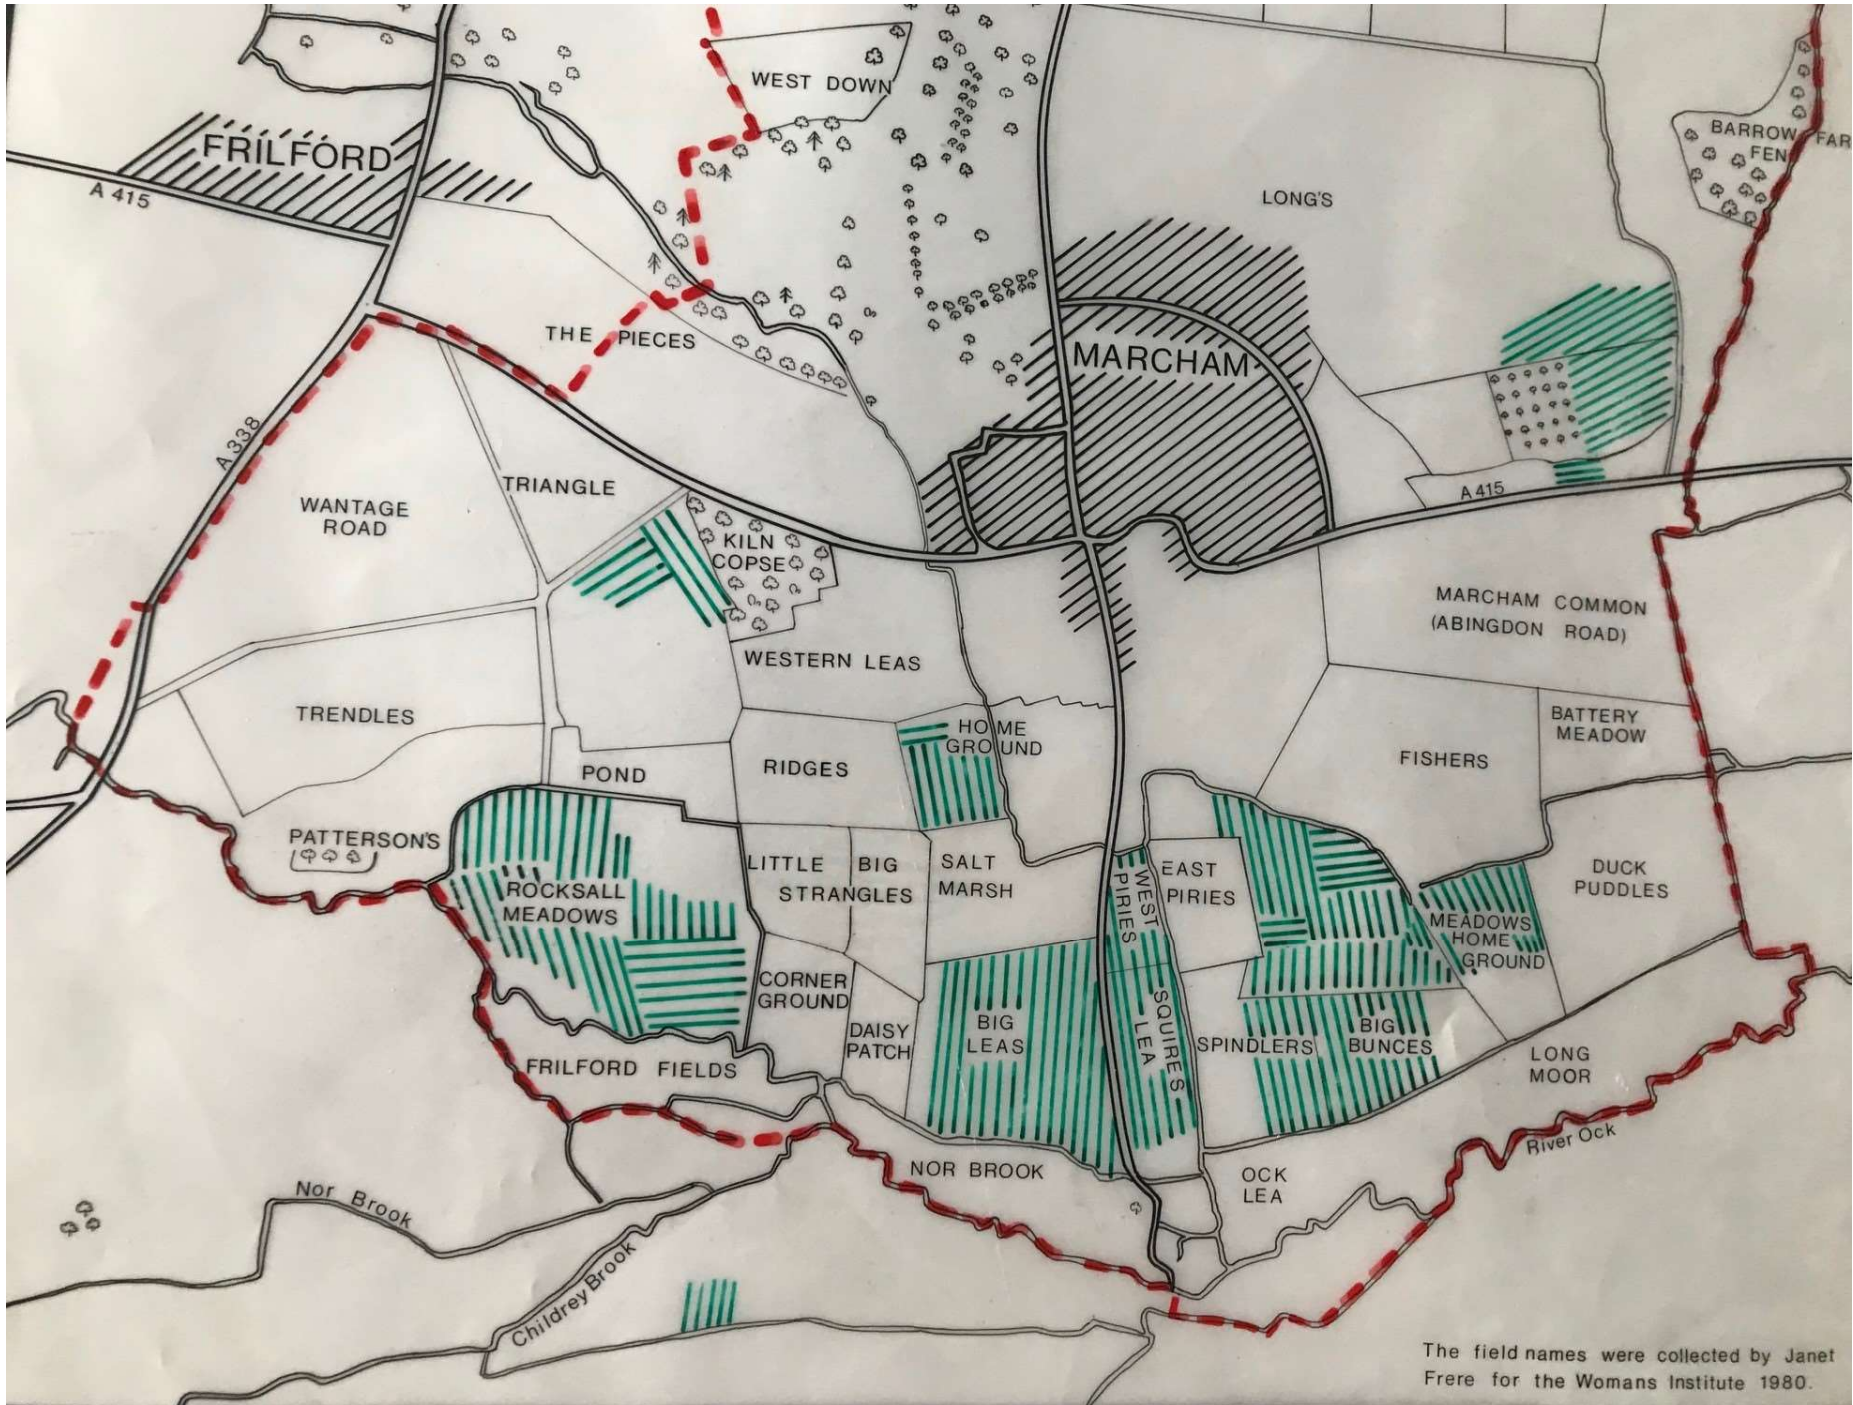 WEST DOWN
FRILFORD
BARROW FAR
FEN
A 415
LONG'S
THE PIECES
MARCHAM
A338
TRIANGLE
WANTAGE
ROAD
A 415
KILN
COPSE
MARCHAM COMMON
(ABINGDON ROAD)
WESTERN LEAS
TRENDLES
HOME
GROUND
BATTERY
MEADOW
FISHERS
POND
RIDGES
PATTERSON'S
LITTLE BIG
STRANGLES
SALT
MARSH
WEST
PIRIES
EAST
PIRIES
DUCK
PUDDLES
ROCKSALL
MEADOWS
MEADOWS
HOME
GROUND
CORNER
GROUND
DAISY
PATCH
BIG
LEAS
SQUIRES
LEA
SPINDLERS
BIG
BUNCES
FRILFORD FIELDS
LONG
MOOR
River Ock
NOR BROOK
OCK
LEA
Nor Brook
Childrey Brook
The field names were collected by Janet
Frere for the Womans Institute 1980.